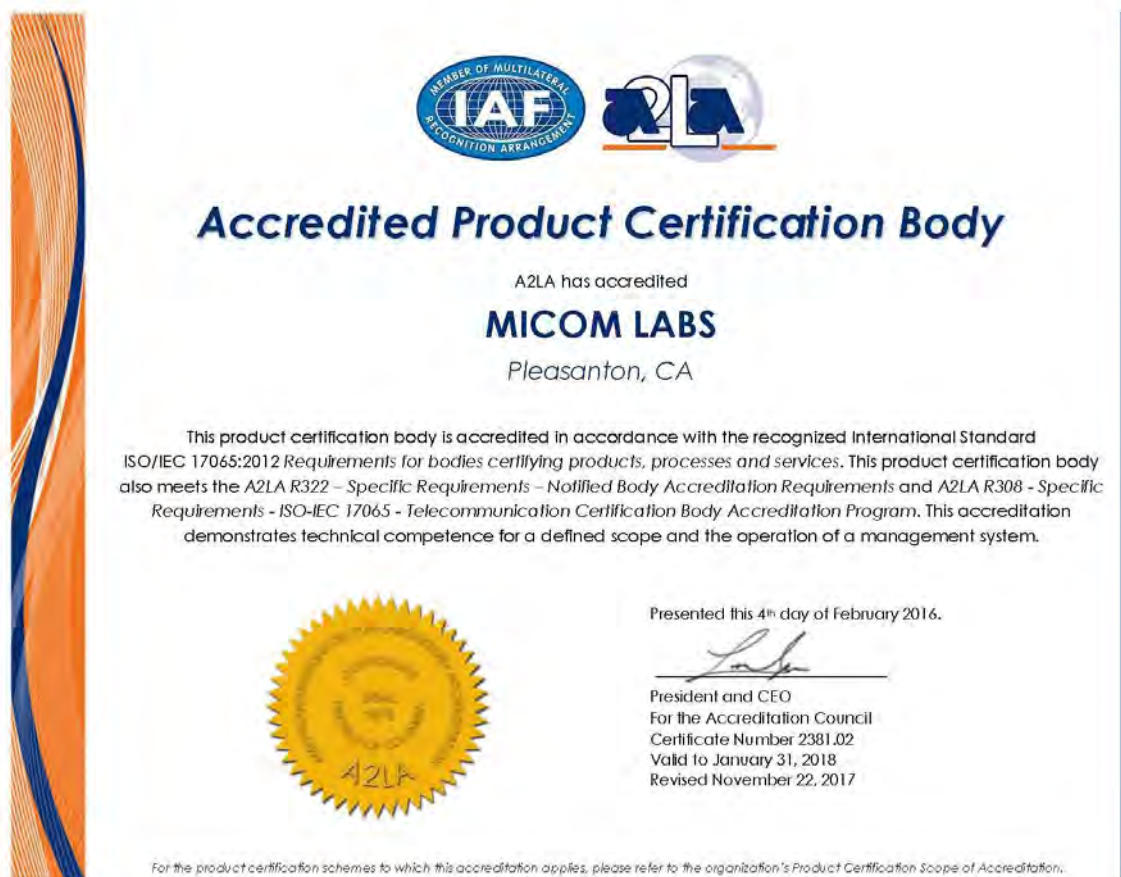 MEMBER OF MULTILATERAL
IAF
RECOGNITION ARRANGEMENT
A2LA
Accredited Product Certification Body
A2LA has accredited
MICOM LABS
Pleasanton, CA
This product certification body is accredited in accordance with the recognized International Standard
ISO/IEC 17065:2012 Requirements for bodies certifying products, processes and services. This product certification body
also meets the A2LA R322 – Specific Requirements – Notified Body Accreditation Requirements and A2LA R308 - Specific
Requirements - ISO-IEC 17065 - Telecommunication Certification Body Accreditation Program. This accreditation
demonstrates technical competence for a defined scope and the operation of a management system.
Presented this 4th day of February 2016.
President and CEO
For the Accreditation Council
Certificate Number 2381.02
Valid to January 31, 2018
Revised November 22, 2017
A2LA
For the product certification schemes to which this accreditation applies, please refer to the organization's Product Certification Scope of Accreditation.